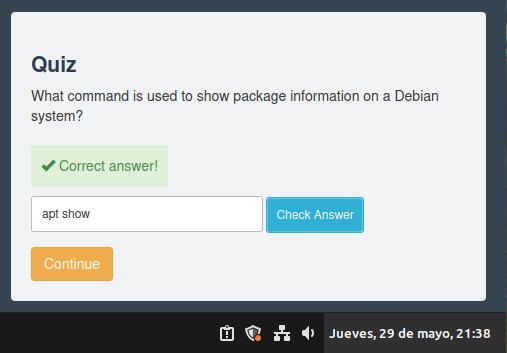 Quiz
What command is used to show package information on a Debian
system?
Correct answer!
apt show
Check Answer
Continue
Jueves, 29 de mayo, 21:38